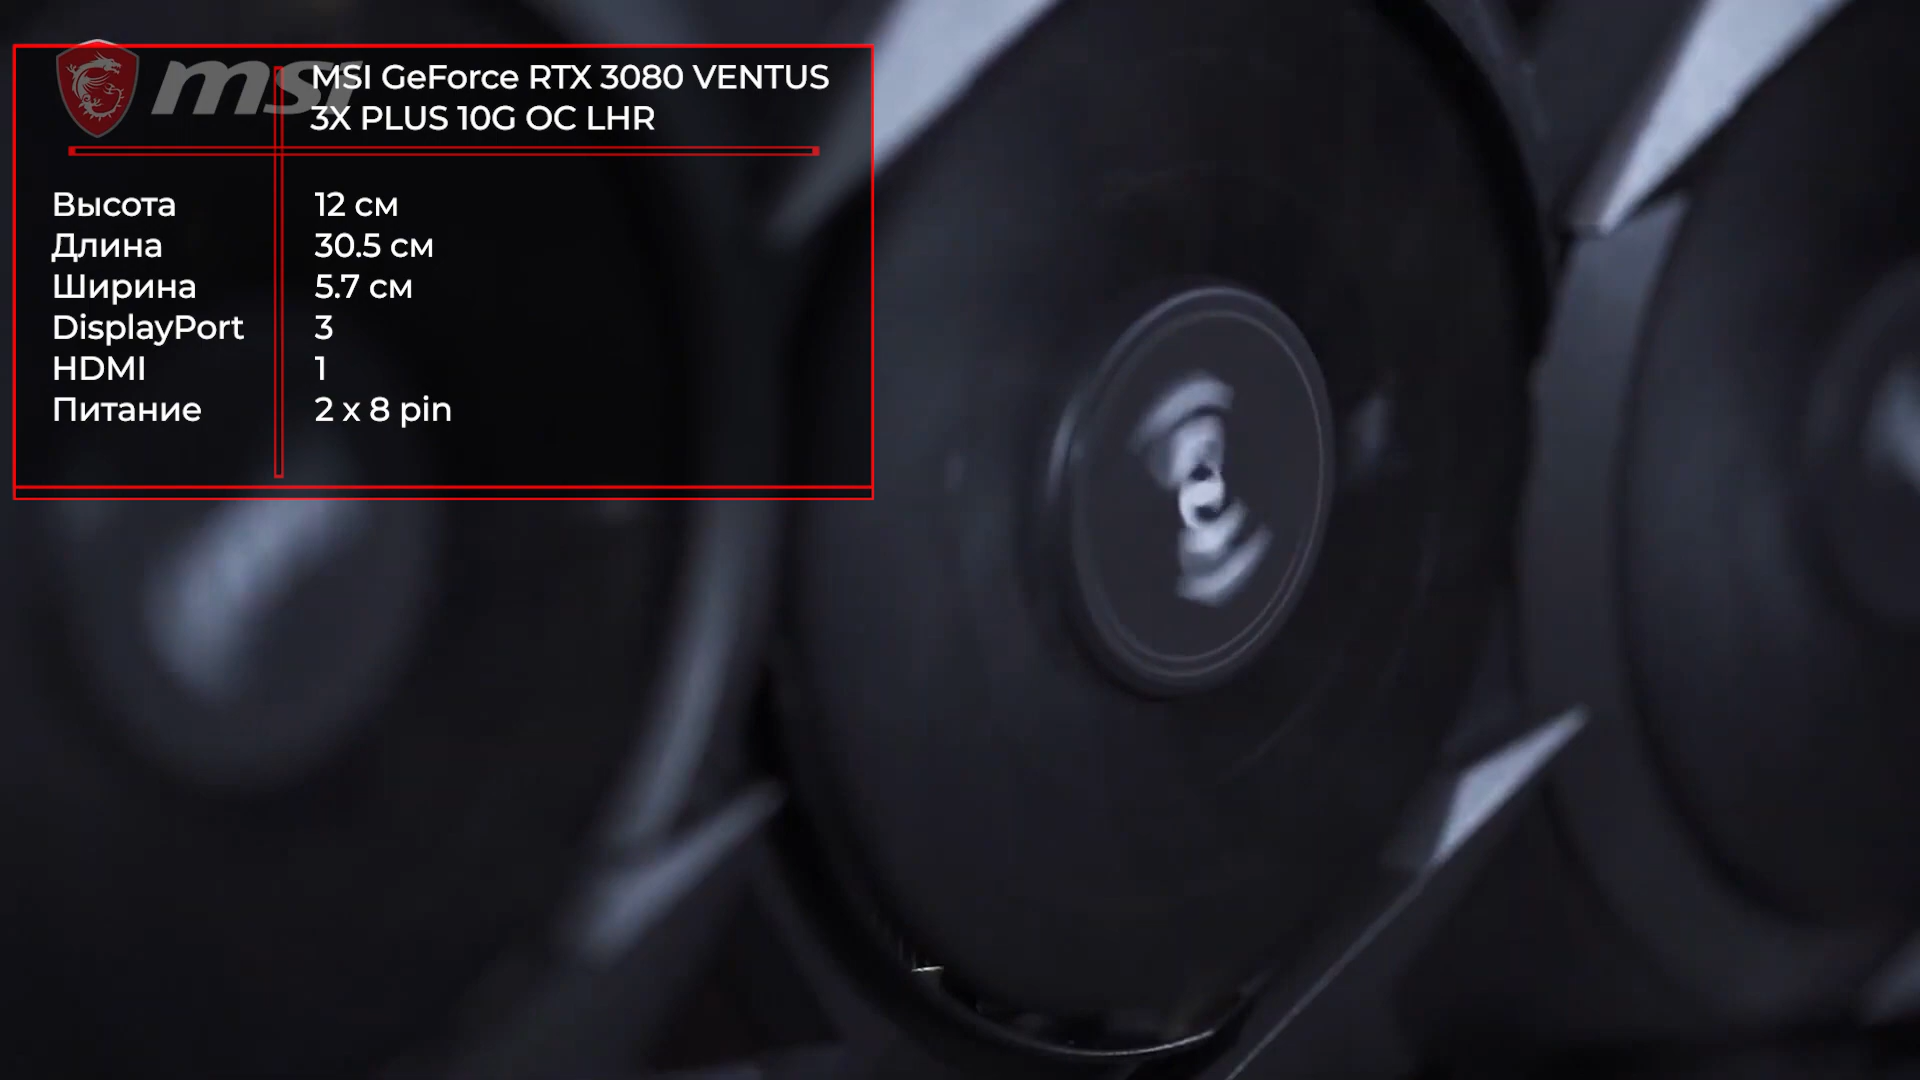 msi
MSI GeForce RTX 3080 VENTUS
3X PLUS 10G OC LHR
Высота 12 см
Длина 30.5 см
Ширина 5.7 см
DisplayPort 3
HDMI 1
Питание 2 x 8 pin